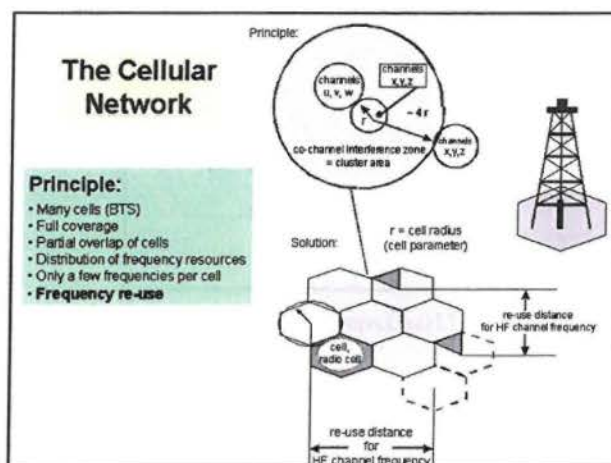 The Cellular
Network
Principle:
• Many cells (BTS)
• Full coverage
• Partial overlap of cells
• Distribution of frequency resources
• Only a few frequencies per cell
• Frequency re-use
Principle:
channels
u, v, w
channels
x,y,z
r
~ 4 r
co-channel interference zone
= cluster area
channels
x,y,z
Solution:
r = cell radius
(cell parameter)
re-use distance
for HF channel frequency
cell,
radio cell
re-use distance
for
HF channel frequency